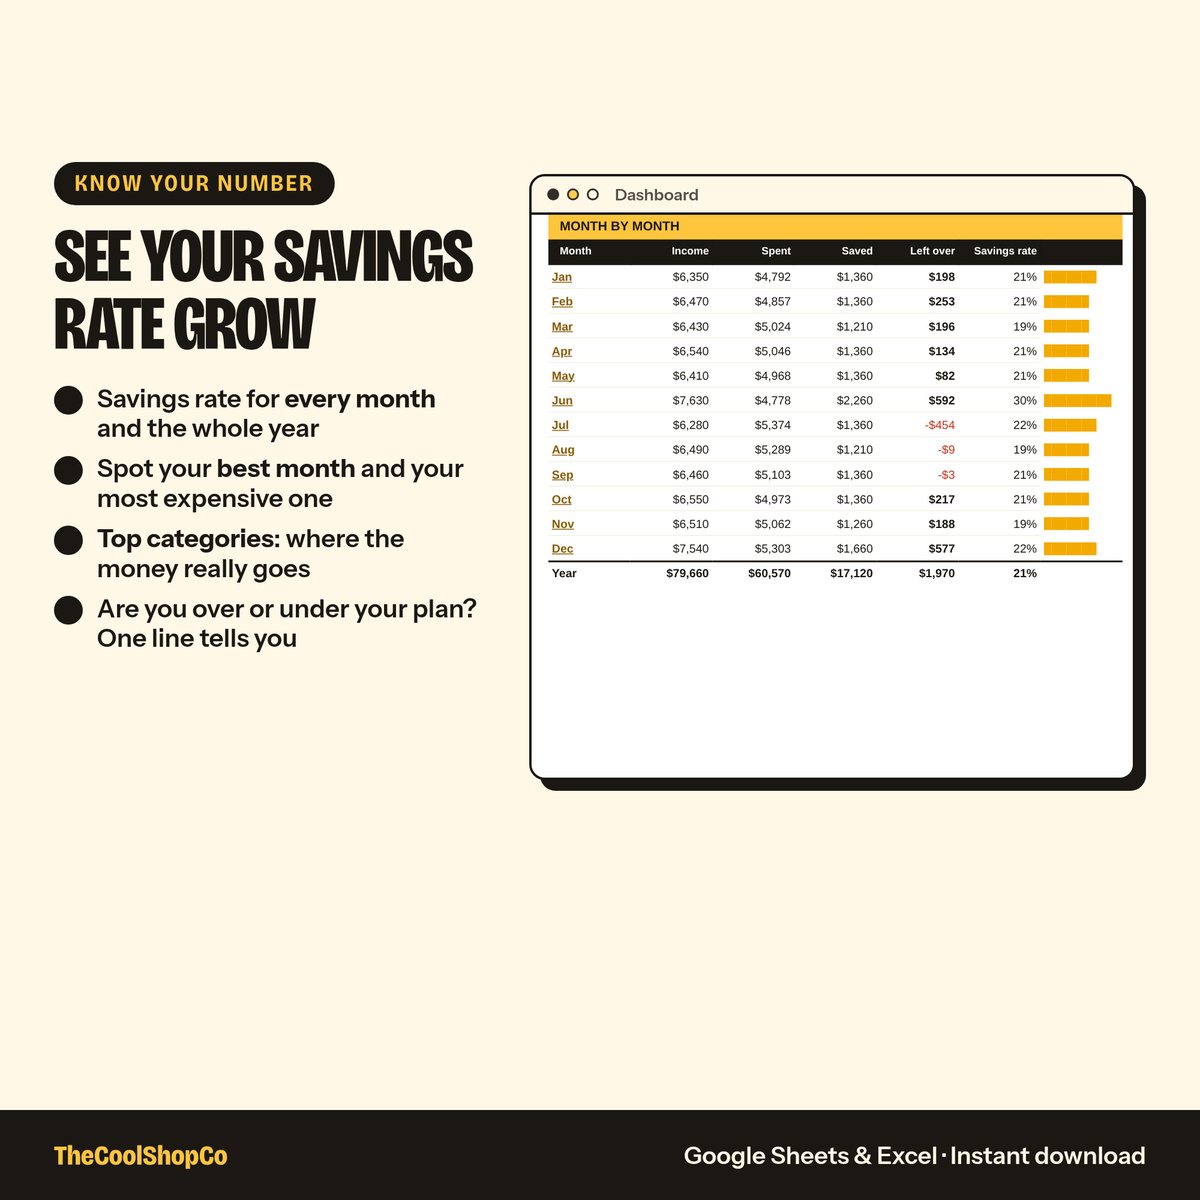 KNOW YOUR NUMBER
SEE YOUR SAVINGS
RATE GROW
Savings rate for every month
and the whole year
Spot your best month and your
most expensive one
Top categories: where the
money really goes
Are you over or under your plan?
One line tells you
Dashboard
MONTH BY MONTH
Month Income Spent Saved Left over Savings rate
Jan $6,350 $4,792 $1,360 $198 21%
Feb $6,470 $4,857 $1,360 $253 21%
Mar $6,430 $5,024 $1,210 $196 19%
Apr $6,540 $5,046 $1,360 $134 21%
May $6,410 $4,968 $1,360 $82 21%
Jun $7,630 $4,778 $2,260 $592 30%
Jul $6,280 $5,374 $1,360 -$454 22%
Aug $6,490 $5,289 $1,210 -$9 19%
Sep $6,460 $5,103 $1,360 -$3 21%
Oct $6,550 $4,973 $1,360 $217 21%
Nov $6,510 $5,062 $1,260 $188 19%
Dec $7,540 $5,303 $1,660 $577 22%
Year $79,660 $60,570 $17,120 $1,970 21%
TheCoolShopCo
Google Sheets & Excel · Instant download